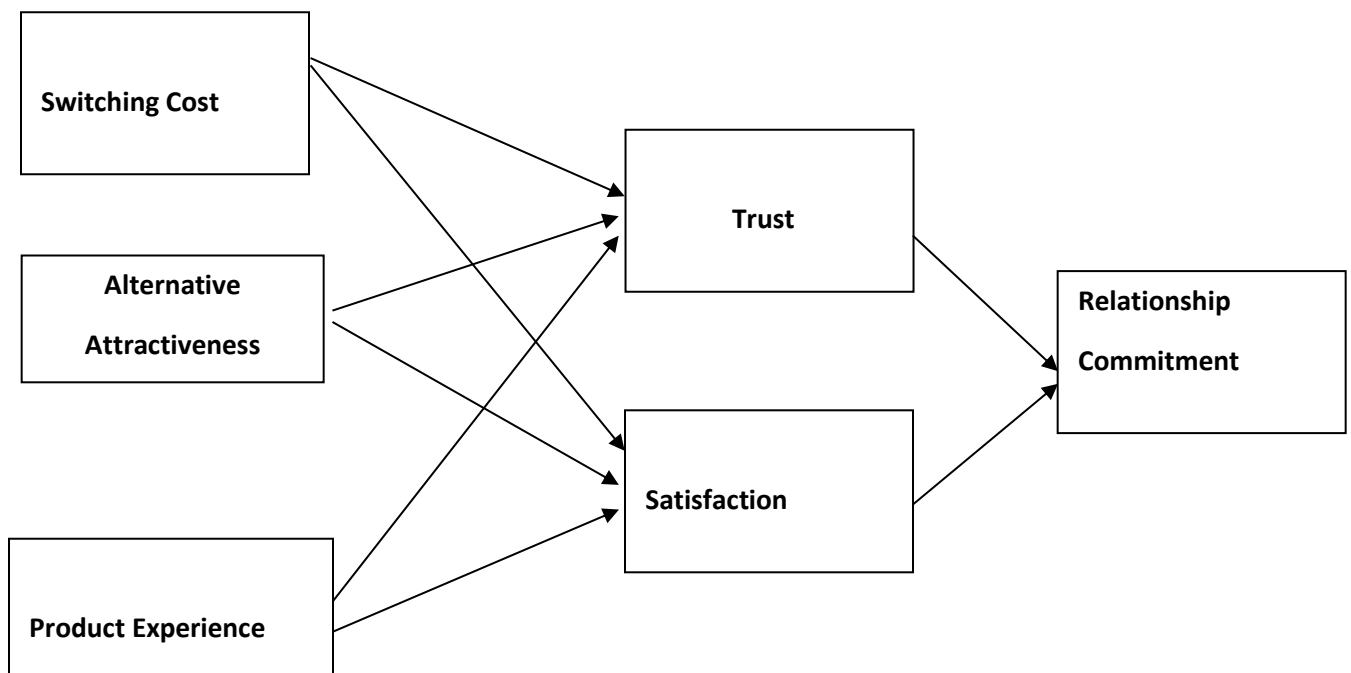 Switching Cost
Alternative
Attractiveness
Product Experience
Trust
Satisfaction
Relationship
Commitment